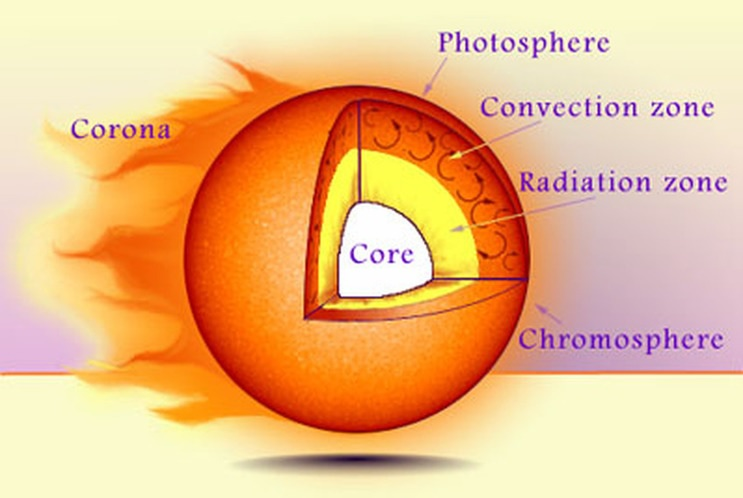 Photosphere
Convection zone
Corona
Radiation zone
Core
Chromosphere